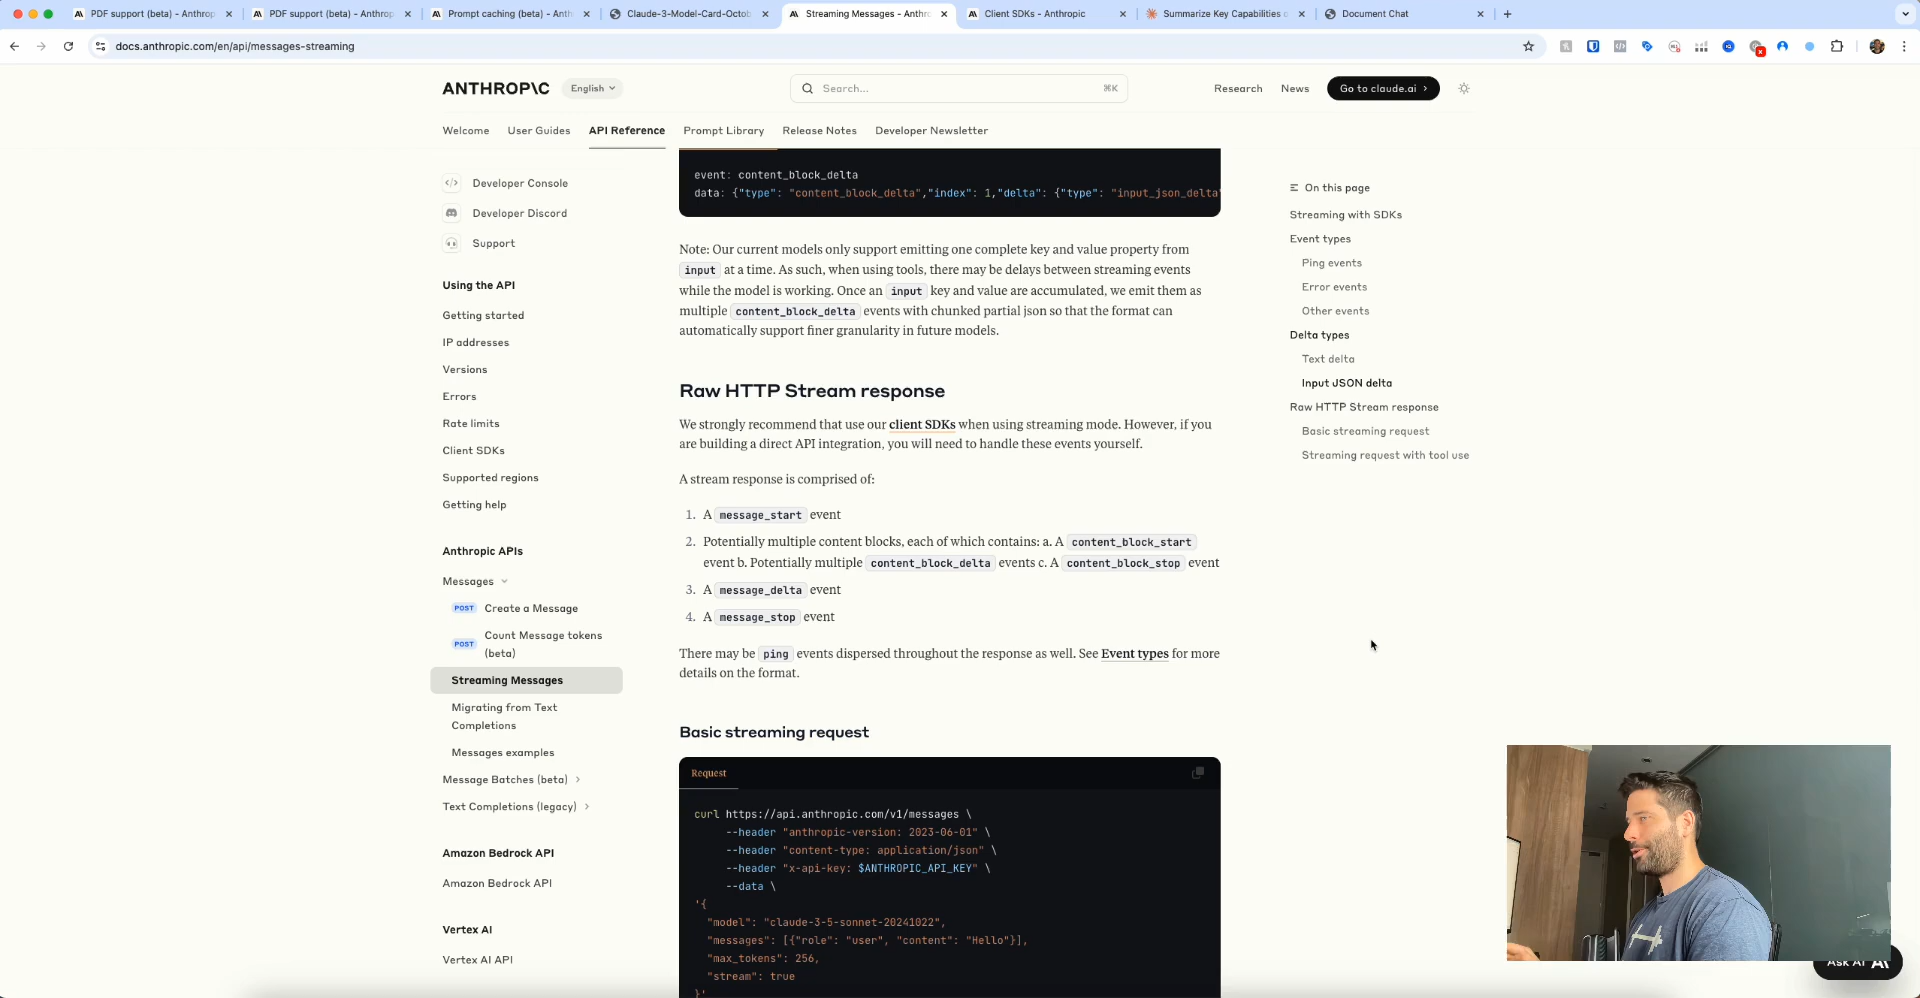 PDF support (beta) - Anthrop
PDF support (beta) - Anthrop
Prompt caching (beta) - Anth
Claude-3-Model-Card-Octob
Streaming Messages - Anthro
Client SDKs - Anthropic
Summarize Key Capabilities o
Document Chat
docs.anthropic.com/en/api/messages-streaming
ANTHROP\C
English
Search...
⌘K
Research
News
Go to claude.ai
Welcome
User Guides
API Reference
Prompt Library
Release Notes
Developer Newsletter
Developer Console
Developer Discord
Support
Using the API
Getting started
IP addresses
Versions
Errors
Rate limits
Client SDKs
Supported regions
Getting help
Anthropic APIs
Messages
POST Create a Message
POST Count Message tokens
(beta)
Streaming Messages
Migrating from Text
Completions
Messages examples
Message Batches (beta)
Text Completions (legacy)
Amazon Bedrock API
Amazon Bedrock API
Vertex AI
Vertex AI API
event: content_block_delta
data: {"type": "content_block_delta","index": 1,"delta": {"type": "input_json_delta"
Note: Our current models only support emitting one complete key and value property from
input at a time. As such, when using tools, there may be delays between streaming events
while the model is working. Once an input key and value are accumulated, we emit them as
multiple content_block_delta events with chunked partial json so that the format can
automatically support finer granularity in future models.
Raw HTTP Stream response
We strongly recommend that use our client SDKs when using streaming mode. However, if you
are building a direct API integration, you will need to handle these events yourself.
A stream response is comprised of:
1. A message_start event
2. Potentially multiple content blocks, each of which contains: a. A content_block_start
event b. Potentially multiple content_block_delta events c. A content_block_stop event
3. A message_delta event
4. A message_stop event
There may be ping events dispersed throughout the response as well. See Event types for more
details on the format.
Basic streaming request
Request
curl https://api.anthropic.com/v1/messages \
--header "anthropic-version: 2023-06-01" \
--header "content-type: application/json" \
--header "x-api-key: $ANTHROPIC_API_KEY" \
--data \
'{
"model": "claude-3-5-sonnet-20241022",
"messages": [{"role": "user", "content": "Hello"}],
"max_tokens": 256,
"stream": true
}'
On this page
Streaming with SDKs
Event types
Ping events
Error events
Other events
Delta types
Text delta
Input JSON delta
Raw HTTP Stream response
Basic streaming request
Streaming request with tool use
Ask AI